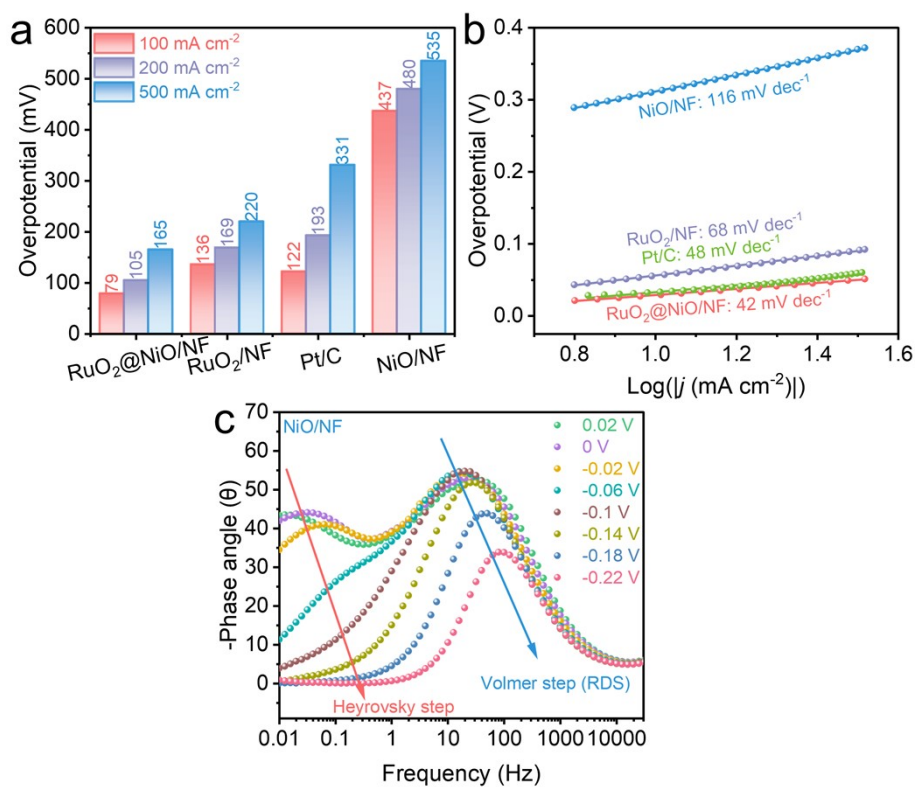 a
Overpotential (mV)
600
500
400
300
200
100
0
100 mA cm⁻²
200 mA cm⁻²
500 mA cm⁻²
79
105
165
136
169
220
122
193
331
437
480
535
RuO₂@NiO/NF
RuO₂/NF
Pt/C
NiO/NF
b
Overpotential (V)
0.4
0.3
0.2
0.1
0.0
NiO/NF: 116 mV dec⁻¹
RuO₂/NF: 68 mV dec⁻¹
Pt/C: 48 mV dec⁻¹
RuO₂@NiO/NF: 42 mV dec⁻¹
0.8
1.0
1.2
1.4
1.6
Log(|j (mA cm⁻²)|)
c
-Phase angle (θ)
70
60
50
40
30
20
10
0
NiO/NF
0.02 V
0 V
-0.02 V
-0.06 V
-0.1 V
-0.14 V
-0.18 V
-0.22 V
Volmer step (RDS)
Heyrovsky step
0.01
0.1
1
10
100
1000
10000
Frequency (Hz)